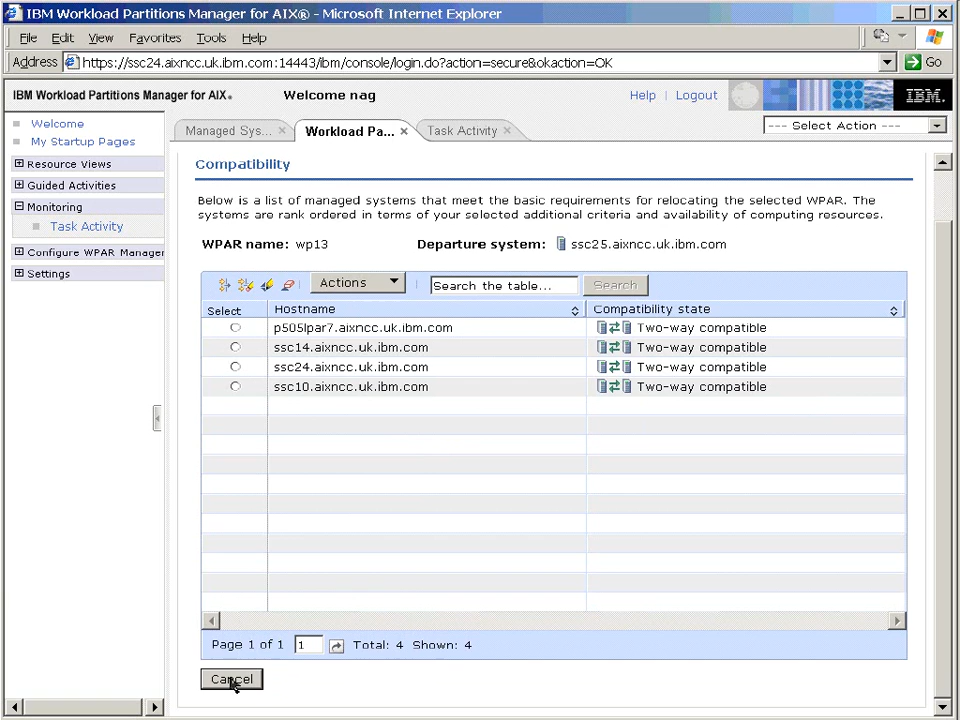 IBM Workload Partitions Manager for AIX® - Microsoft Internet Explorer
File Edit View Favorites Tools Help
Address https://ssc24.aixncc.uk.ibm.com:14443/ibm/console/login.do?action=secure&okaction=OK Go
IBM Workload Partitions Manager for AIX® Welcome nag Help | Logout IBM.
Welcome
My Startup Pages
Resource Views
Guided Activities
Monitoring
Task Activity
Configure WPAR Manager
Settings
Managed Sys... Workload Pa... Task Activity --- Select Action ---
Compatibility
Below is a list of managed systems that meet the basic requirements for relocating the selected WPAR. The
systems are rank ordered in terms of your selected additional criteria and availability of computing resources.
WPAR name: wp13 Departure system: ssc25.aixncc.uk.ibm.com
Actions Search the table... Search
Select Hostname Compatibility state
p505lpar7.aixncc.uk.ibm.com Two-way compatible
ssc14.aixncc.uk.ibm.com Two-way compatible
ssc24.aixncc.uk.ibm.com Two-way compatible
ssc10.aixncc.uk.ibm.com Two-way compatible
Page 1 of 1 1 Total: 4 Shown: 4
Cancel